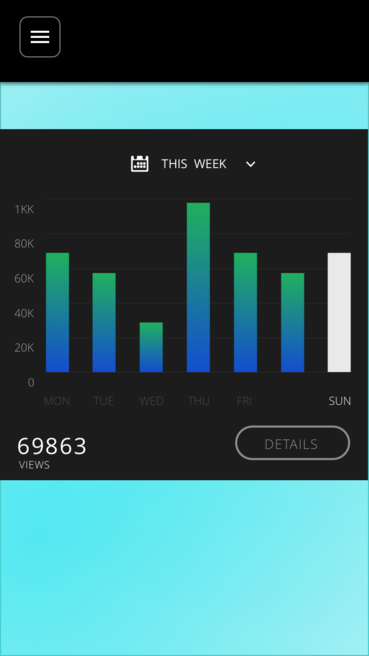 THIS WEEK
1KK
80K
60K
40K
20K
0
MON TUE WED THU FRI SUN
69863
VIEWS
DETAILS